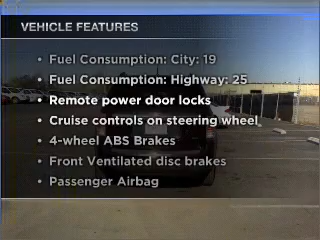 VEHICLE FEATURES
• Fuel Consumption: City: 19
• Fuel Consumption: Highway: 25
• Remote power door locks
• Cruise controls on steering wheel
• 4-wheel ABS Brakes
• Front Ventilated disc brakes
• Passenger Airbag